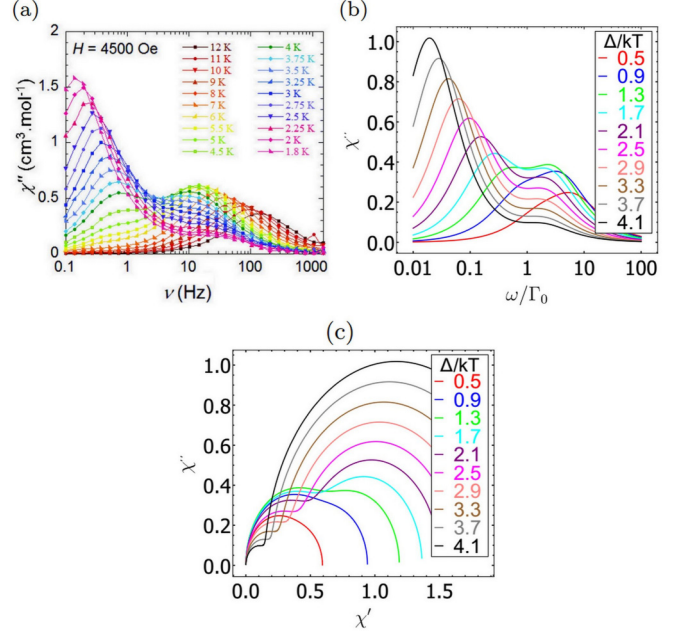 (a)
H = 4500 Oe
12 K 4 K
11 K 3.75 K
10 K 3.5 K
9 K 3.25 K
8 K 3 K
7 K 2.75 K
6 K 2.5 K
5.5 K 2.25 K
5 K 2 K
4.5 K 1.8 K
χ″ (cm³.mol⁻¹)
2
1.5
1
0.5
0
0.1 1 10 100 1000
ν (Hz)
(b)
Δ/kT
0.5
0.9
1.3
1.7
2.1
2.5
2.9
3.3
3.7
4.1
χ″
1.0
0.8
0.6
0.4
0.2
0.0
0.01 0.1 1 10 100
ω/Γ₀
(c)
Δ/kT
0.5
0.9
1.3
1.7
2.1
2.5
2.9
3.3
3.7
4.1
χ″
1.0
0.8
0.6
0.4
0.2
0.0
0.0 0.5 1.0 1.5
χ′